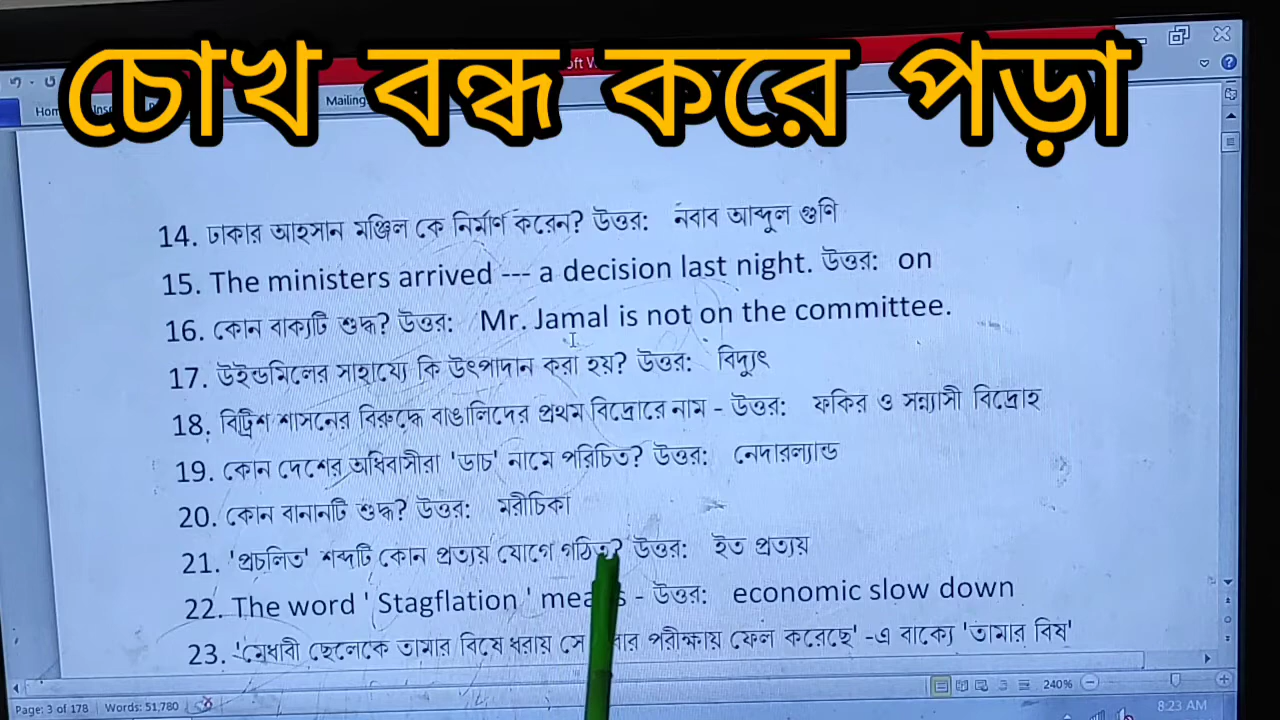 চোখ বন্ধ করে পড়া
Mailing
14. ঢাকার আহসান মঞ্জিল কে নির্মাণ করেন? উত্তর: নবাব আব্দুল গুণি
15. The ministers arrived --- a decision last night. উত্তর: on
16. কোন বাক্যটি শুদ্ধ? উত্তর: Mr. Jamal is not on the committee.
17. উইন্ডমিলের সাহায্যে কি উৎপাদান করা হয়? উত্তর: বিদ্যুৎ
18. বিট্রিশ শাসনের বিরুদ্ধে বাঙালিদের প্রথম বিদ্রোরে নাম - উত্তর: ফকির ও সন্ন্যাসী বিদ্রোহ
19. কোন দেশের অধিবাসীরা 'ডাচ' নামে পরিচিত? উত্তর: নেদারল্যান্ড
20. কোন বানানটি শুদ্ধ? উত্তর: মরীচিকা
21. 'প্রচলিত' শব্দটি কোন প্রত্যয় যোগে গঠিত? উত্তর: ইত প্রত্যয়
22. The word ' Stagflation ' means - উত্তর: economic slow down
23. 'মেধাবী ছেলেকে তামার বিষে ধরায় সে বার পরীক্ষায় ফেল করেছে' -এ বাক্যে 'তামার বিষ'
Page: 3 of 178 Words: 51,780 240%
8:23 AM